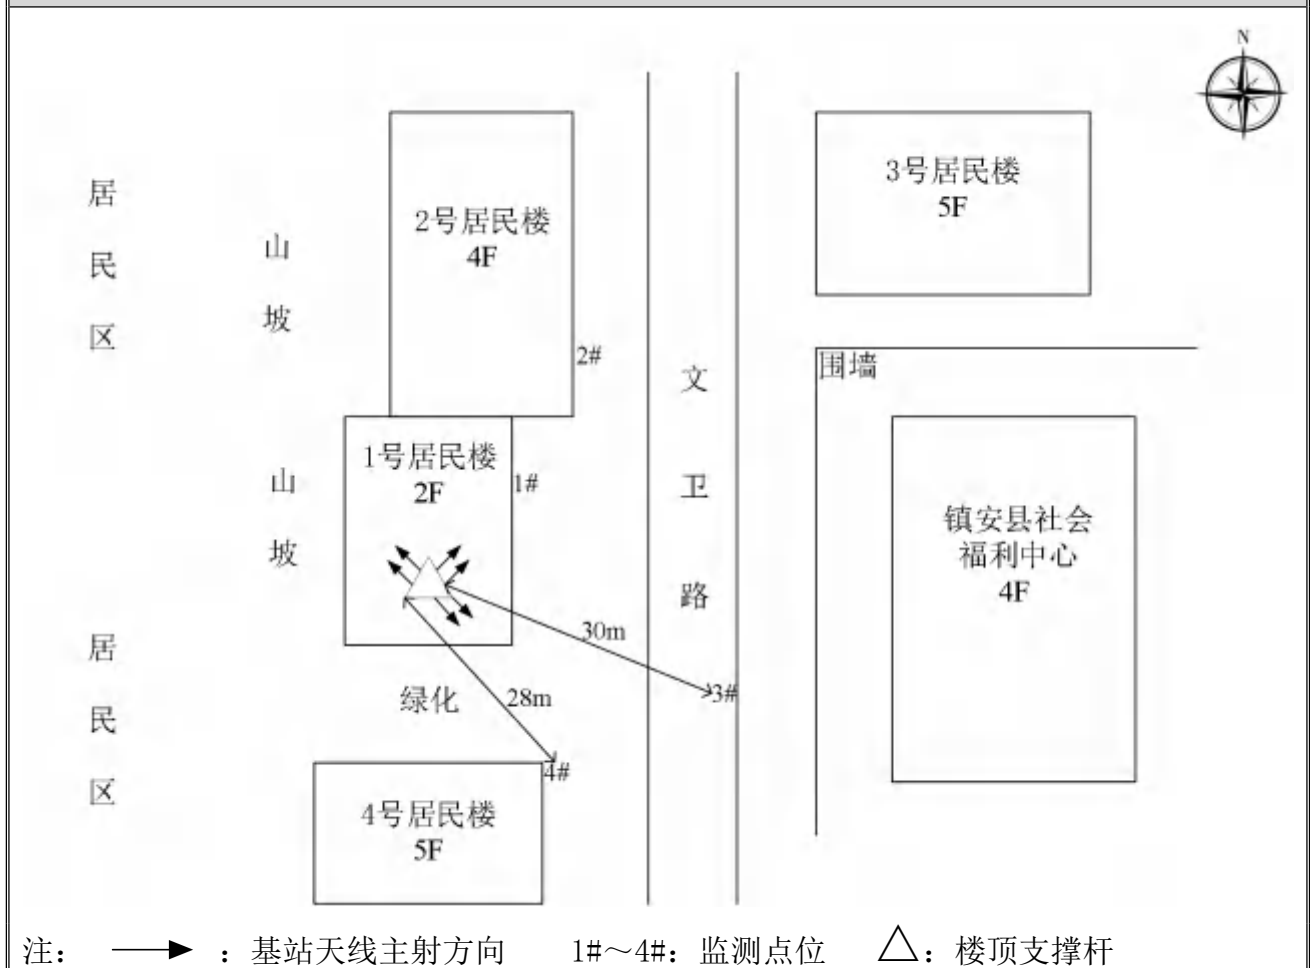 N
居
民
区
山
坡
2号居民楼
4F
2#
3号居民楼
5F
围墙
文
卫
路
1号居民楼
2F
1#
山
坡
镇安县社会
福利中心
4F
30m
3#
28m
绿化
4#
居
民
区
4号居民楼
5F
注： ：基站天线主射方向 1#～4#：监测点位 △：楼顶支撑杆